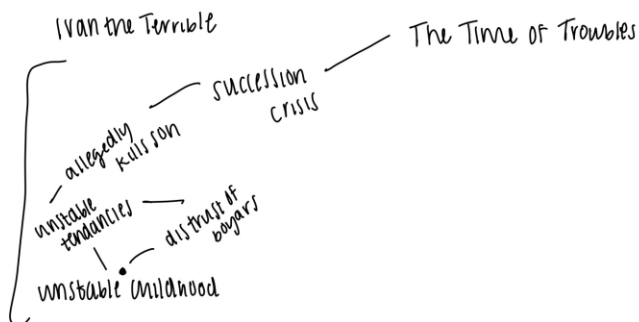 Ivan the Terrible
The Time of Troubles
succession
crisis
allegedly
kills son
unstable
tendancies
distrust of
boyars
unstable childhood